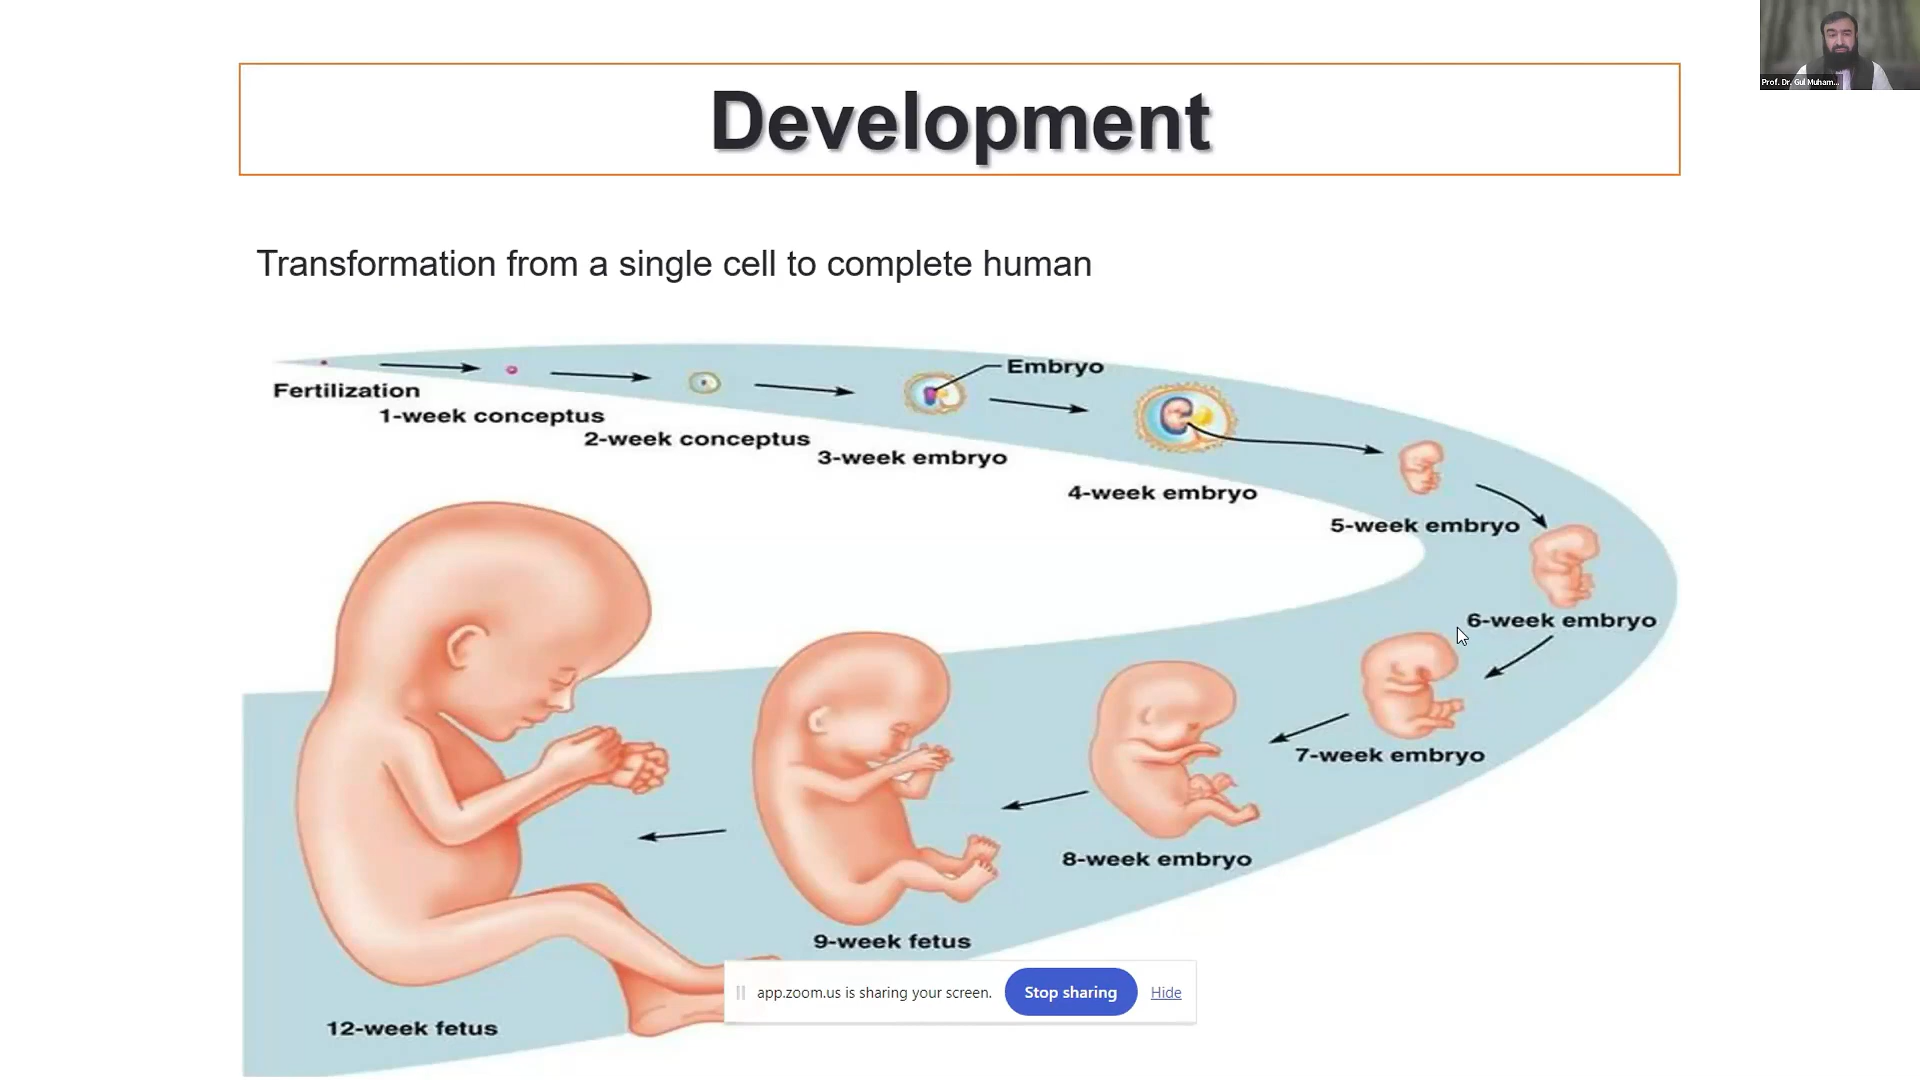 Prof. Dr. Gul Muham...
Development
Transformation from a single cell to complete human
Embryo
Fertilization
1-week conceptus
2-week conceptus
3-week embryo
4-week embryo
5-week embryo
6-week embryo
7-week embryo
8-week embryo
9-week fetus
12-week fetus
app.zoom.us is sharing your screen. Stop sharing Hide